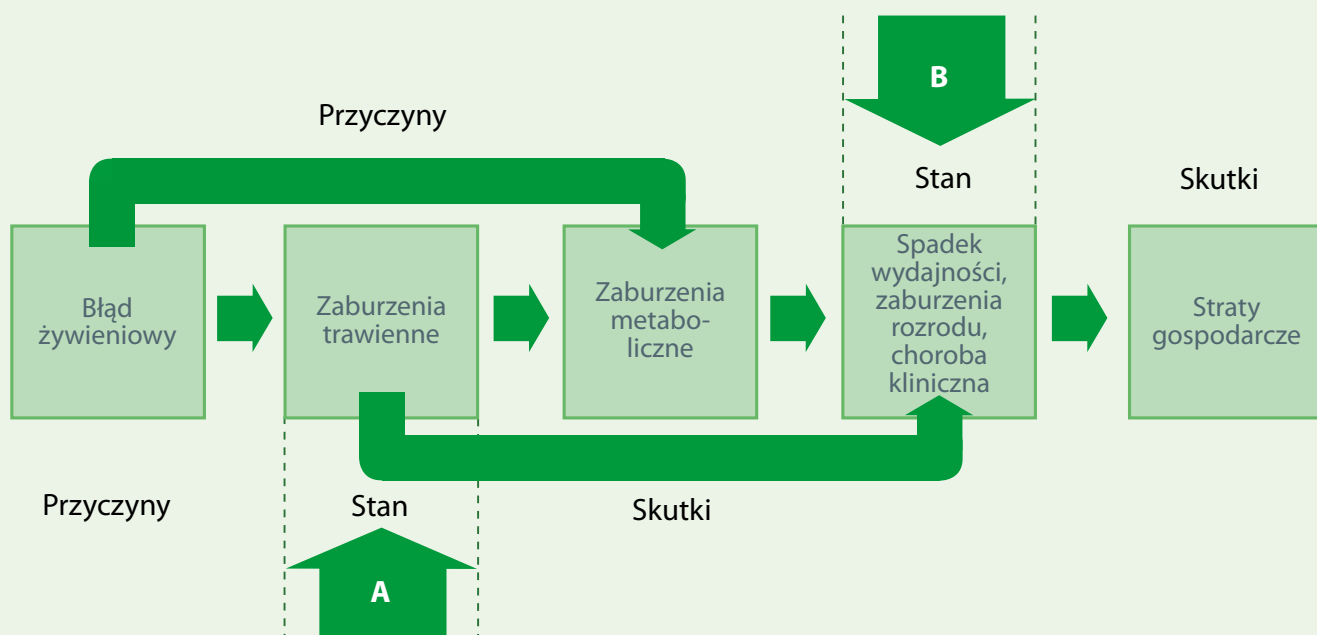 B
Przyczyny
Stan
Skutki
Błąd
żywieniowy
Zaburzenia
trawienne
Zaburzenia
metabo-
liczne
Spadek
wydajności,
zaburzenia
rozrodu,
choroba
kliniczna
Straty
gospodarcze
Przyczyny
Stan
Skutki
A